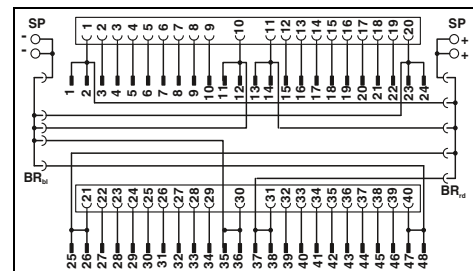 SP SP
- 1 2 3 4 5 6 7 8 9 10 11 12 13 14 15 16 17 18 19 20 +
- +
1 2 3 4 5 6 7 8 9 10 11 12 13 14 15 16 17 18 19 20 21 22 23 24
BRbl BRrd
21 22 23 24 25 26 27 28 29 30 31 32 33 34 35 36 37 38 39 40
25 26 27 28 29 30 31 32 33 34 35 36 37 38 39 40 41 42 43 44 45 46 47 48